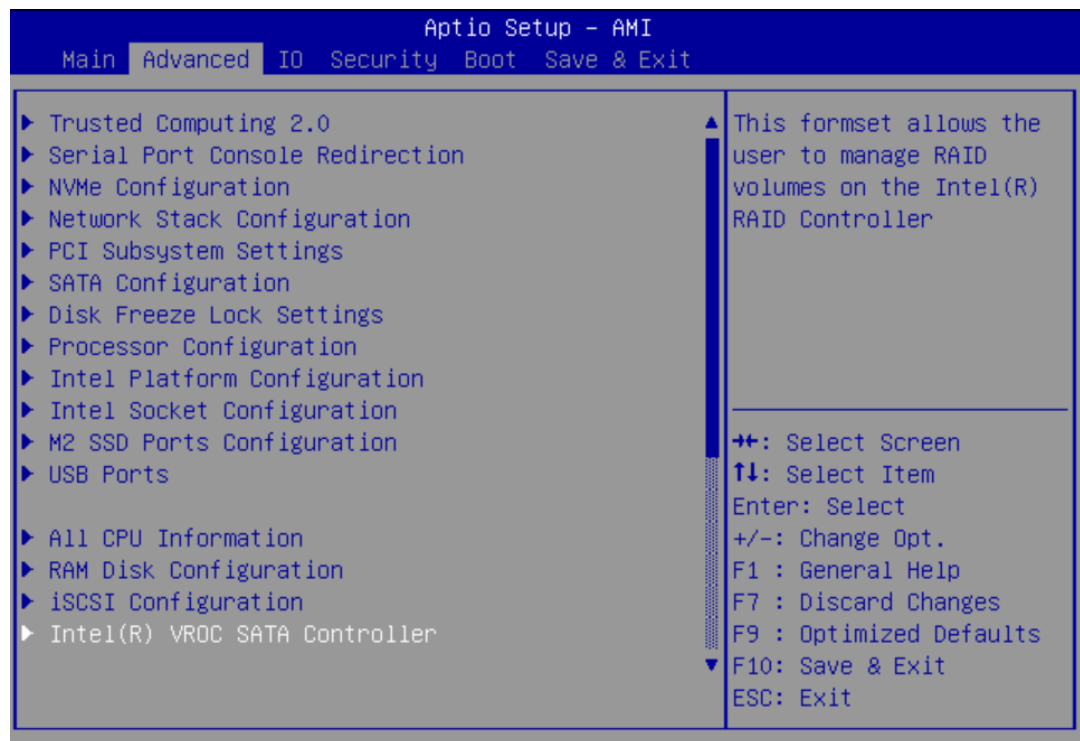 Aptio Setup – AMI
Main Advanced IO Security Boot Save & Exit
▶ Trusted Computing 2.0
▶ Serial Port Console Redirection
▶ NVMe Configuration
▶ Network Stack Configuration
▶ PCI Subsystem Settings
▶ SATA Configuration
▶ Disk Freeze Lock Settings
▶ Processor Configuration
▶ Intel Platform Configuration
▶ Intel Socket Configuration
▶ M2 SSD Ports Configuration
▶ USB Ports
▶ All CPU Information
▶ RAM Disk Configuration
▶ iSCSI Configuration
▶ Intel(R) VROC SATA Controller
This formset allows the
user to manage RAID
volumes on the Intel(R)
RAID Controller
→←: Select Screen
↑↓: Select Item
Enter: Select
+/-: Change Opt.
F1 : General Help
F7 : Discard Changes
F9 : Optimized Defaults
F10: Save & Exit
ESC: Exit